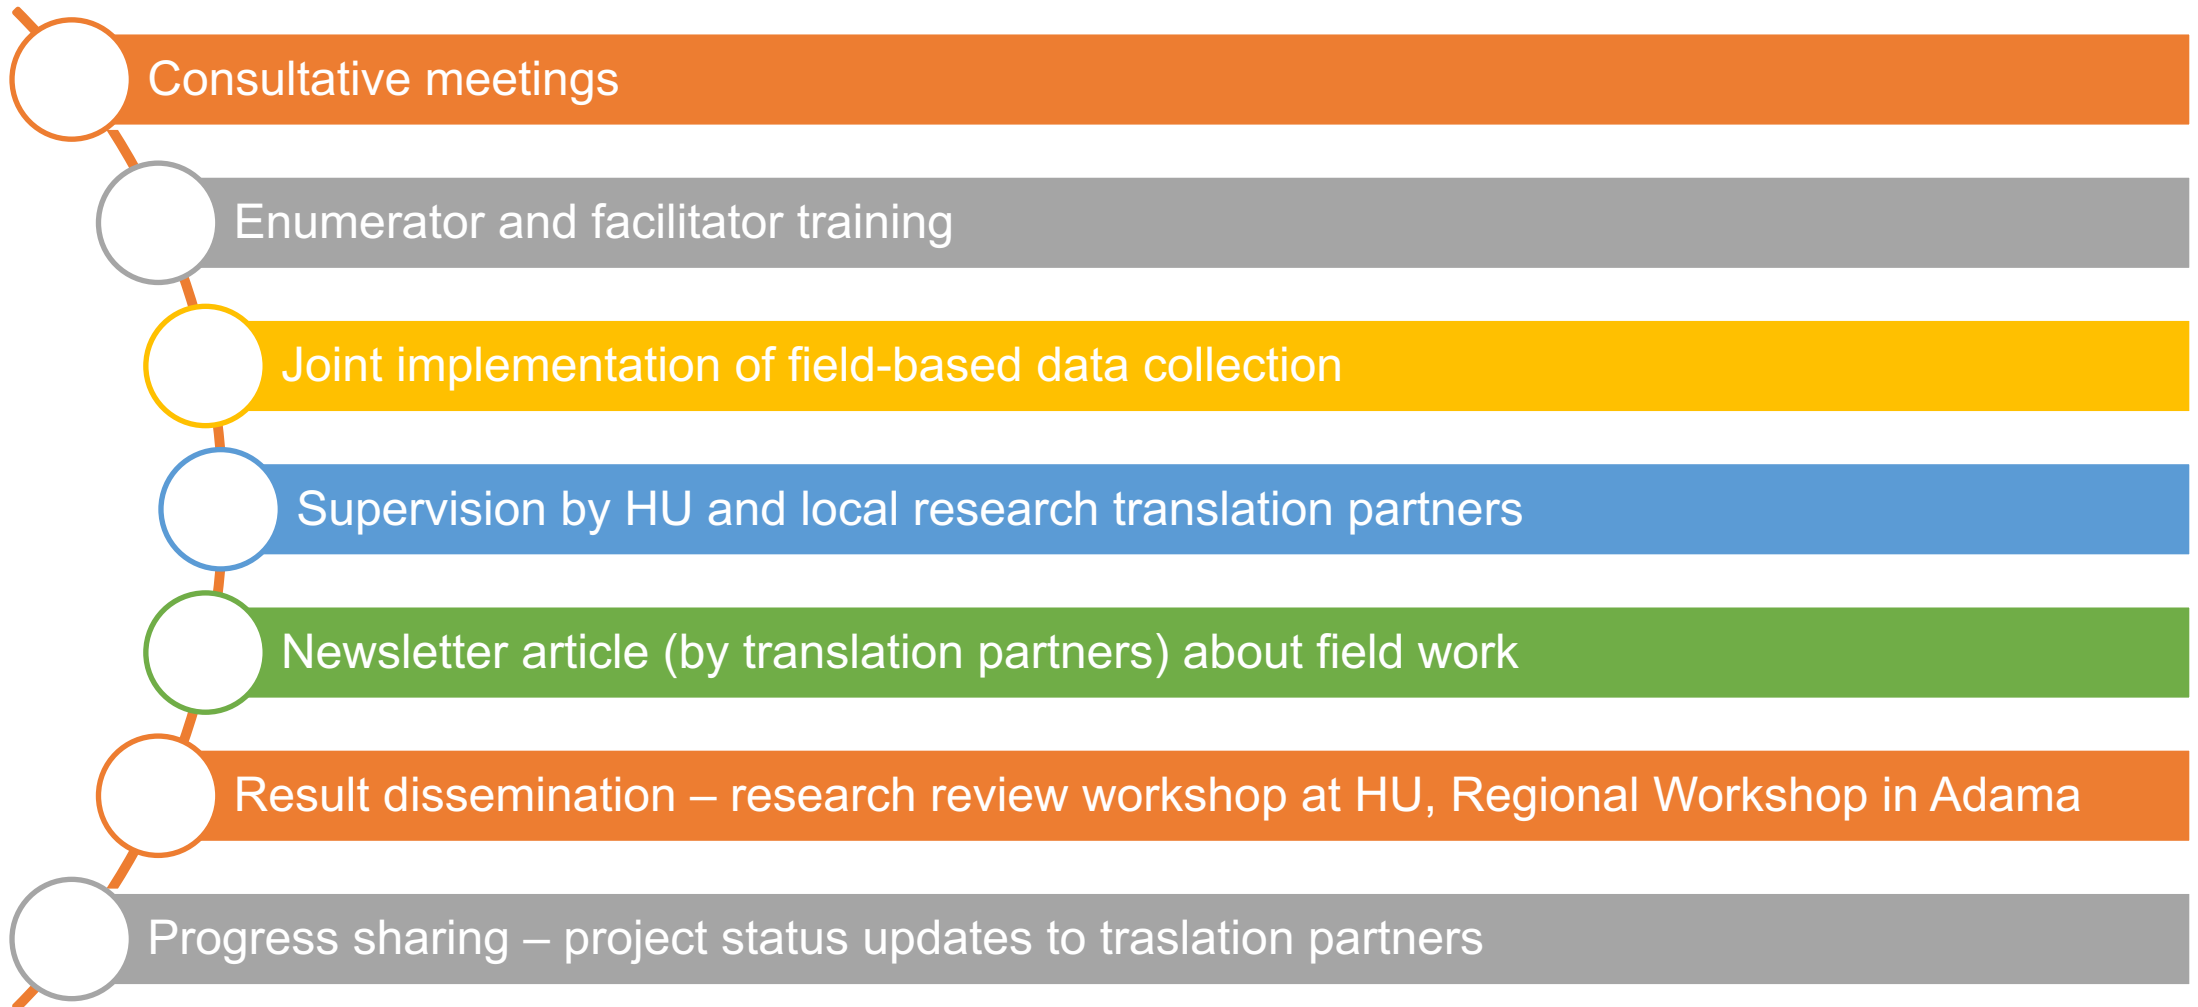 Consultative meetings
Enumerator and facilitator training
Joint implementation of field-based data collection
Supervision by HU and local research translation partners
Newsletter article (by translation partners) about field work
Result dissemination – research review workshop at HU, Regional Workshop in Adama
Progress sharing – project status updates to traslation partners